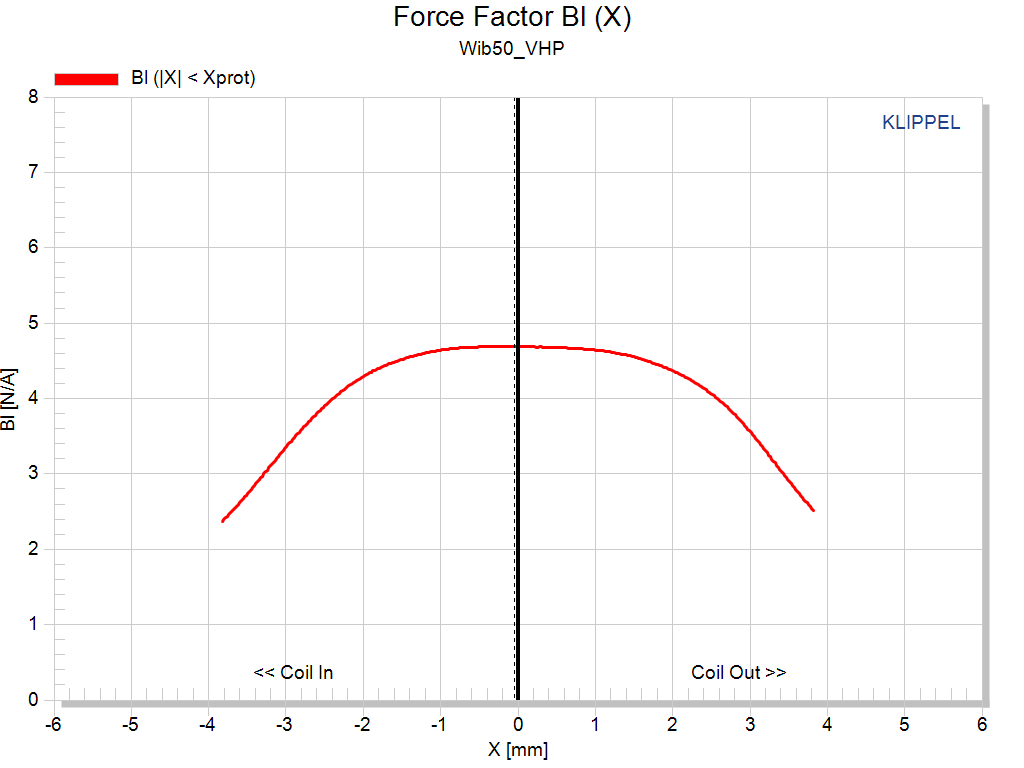 Force Factor Bl (X)
Wib50_VHP
Bl (|X| < Xprot)
KLIPPEL
8
7
6
5
4
3
2
1
0
Bl [N/A]
<< Coil In
Coil Out >>
-6 -5 -4 -3 -2 -1 0 1 2 3 4 5 6
X [mm]